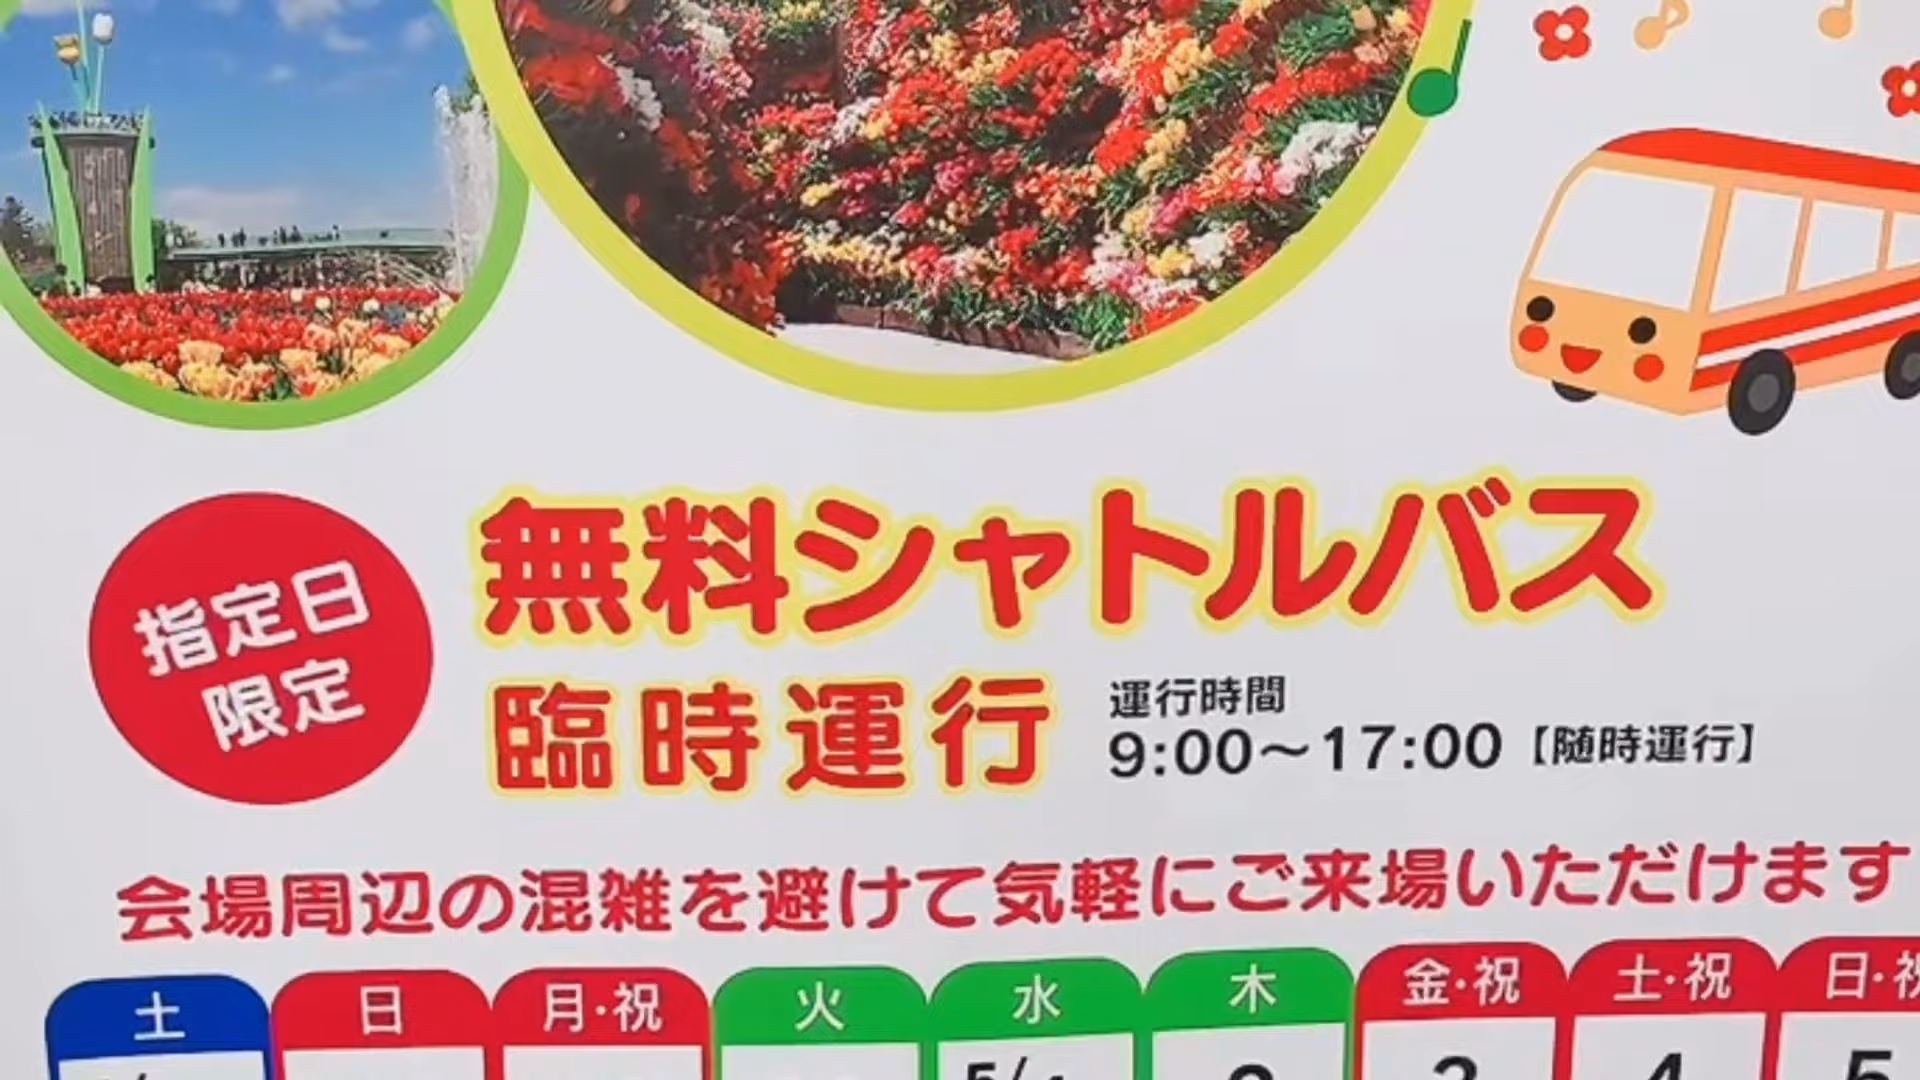 指定日
限定
無料シャトルバス
臨時運行
運行時間
9:00～17:00【随時運行】
会場周辺の混雑を避けて気軽にご来場いただけます
土 日 月・祝 火 水 木 金・祝 土・祝 日・祝